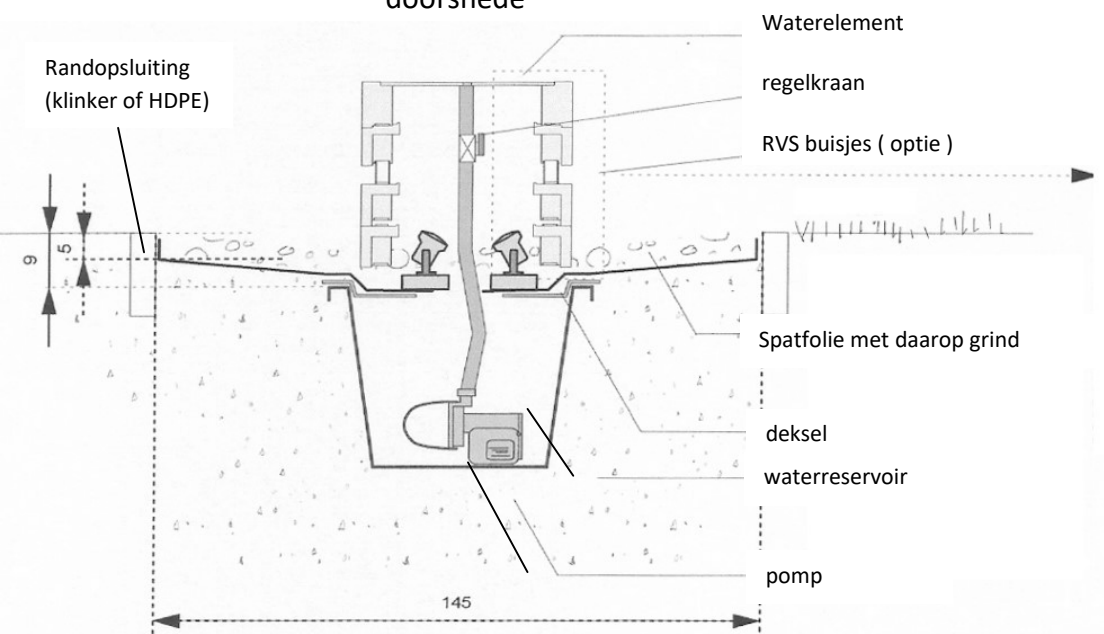 doorsnede
Waterelement
Randopsluiting
(klinker of HDPE)
regelkraan
RVS buisjes ( optie )
5
9
Spatfolie met daarop grind
deksel
waterreservoir
pomp
145